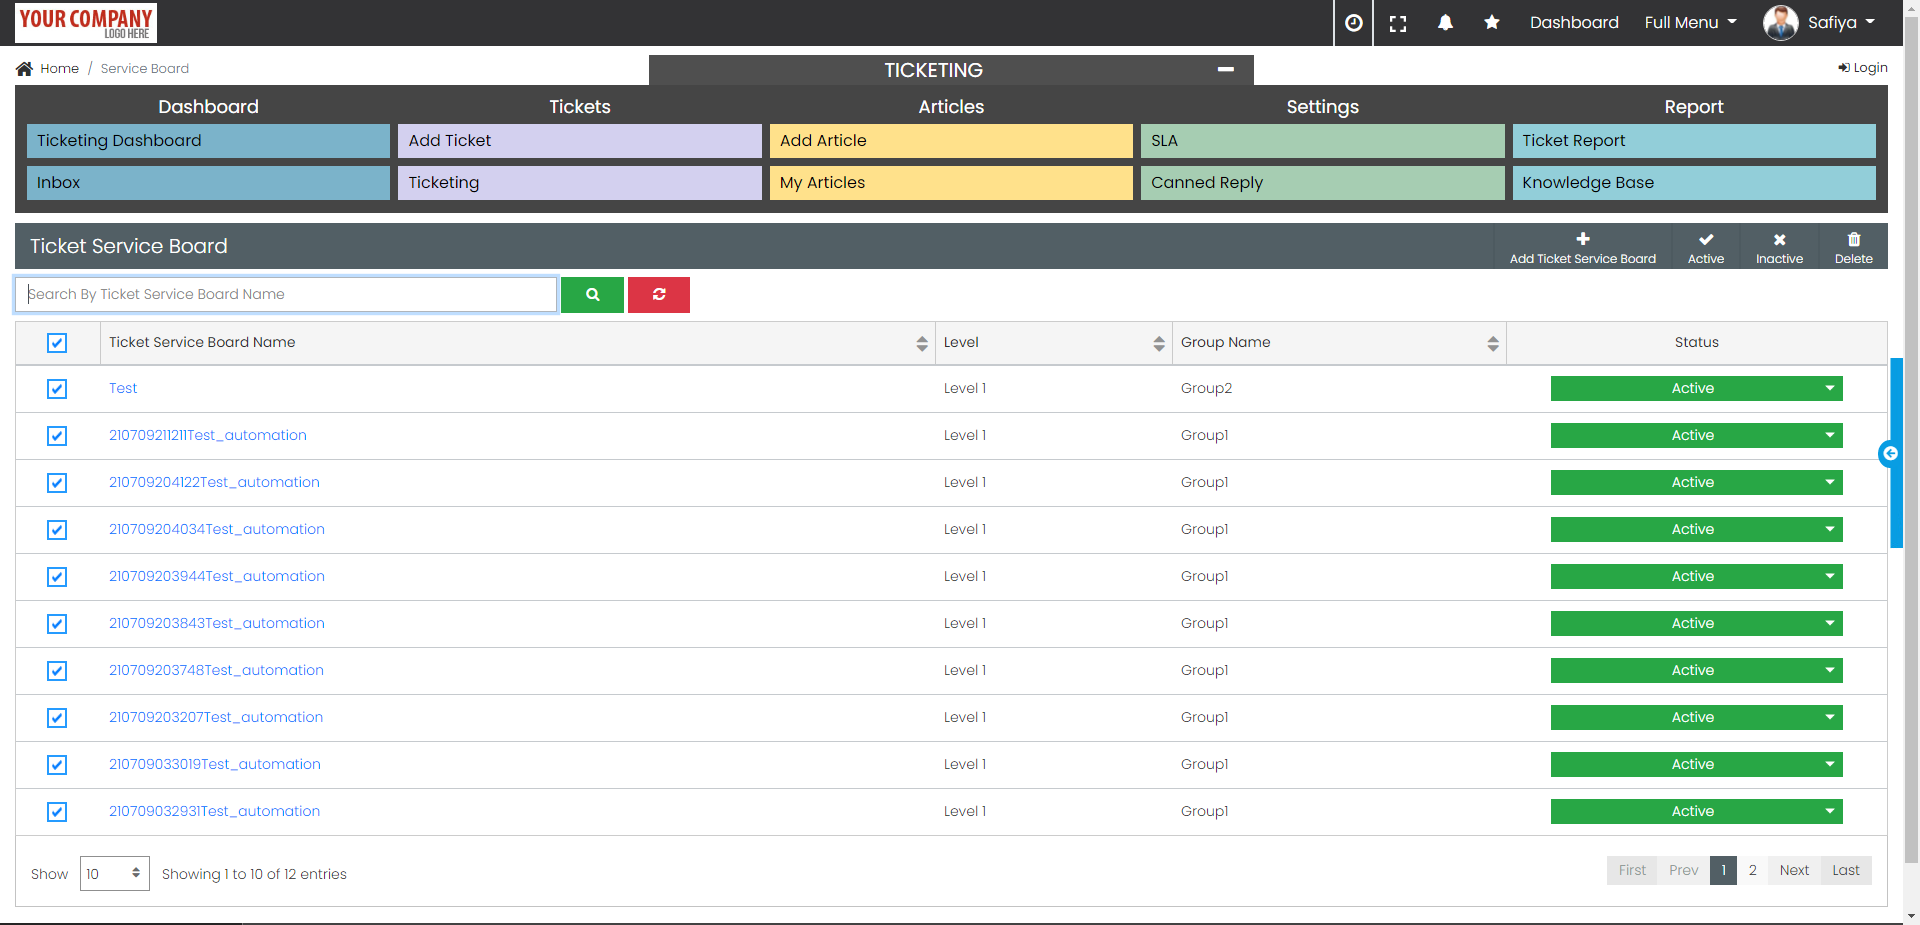 YOUR COMPANY
LOGO HERE
Dashboard
Full Menu
Safiya
Home / Service Board
TICKETING
Login
Dashboard
Tickets
Articles
Settings
Report
Ticketing Dashboard
Add Ticket
Add Article
SLA
Ticket Report
Inbox
Ticketing
My Articles
Canned Reply
Knowledge Base
Ticket Service Board
Add Ticket Service Board
Active
Inactive
Delete
Search By Ticket Service Board Name
Ticket Service Board Name Level Group Name Status
Test Level 1 Group2 Active
210709211211Test_automation Level 1 Group1 Active
210709204122Test_automation Level 1 Group1 Active
210709204034Test_automation Level 1 Group1 Active
210709203944Test_automation Level 1 Group1 Active
210709203843Test_automation Level 1 Group1 Active
210709203748Test_automation Level 1 Group1 Active
210709203207Test_automation Level 1 Group1 Active
210709033019Test_automation Level 1 Group1 Active
210709032931Test_automation Level 1 Group1 Active
Show 10 Showing 1 to 10 of 12 entries
First Prev 1 2 Next Last